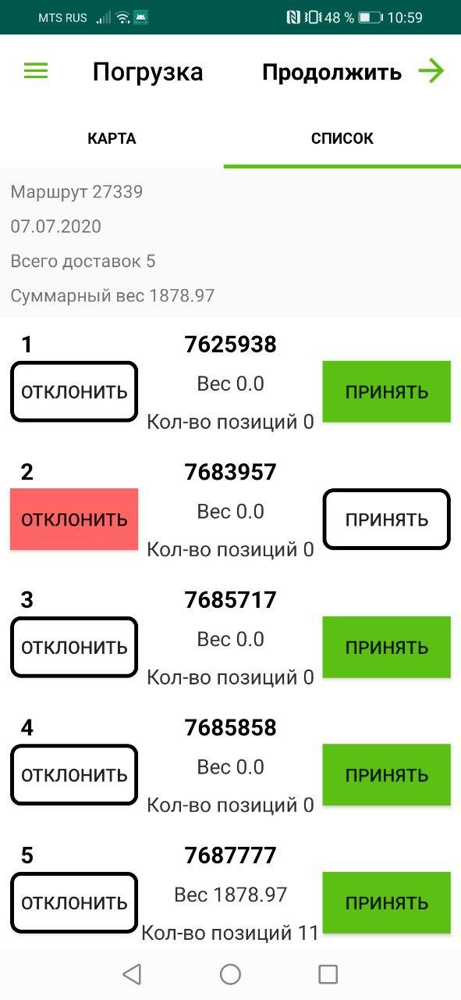 MTS RUS 48 % 10:59
Погрузка Продолжить
КАРТА СПИСОК
Маршрут 27339
07.07.2020
Всего доставок 5
Суммарный вес 1878.97
1 7625938
ОТКЛОНИТЬ Вес 0.0 ПРИНЯТЬ
Кол-во позиций 0
2 7683957
ОТКЛОНИТЬ Вес 0.0 ПРИНЯТЬ
Кол-во позиций 0
3 7685717
ОТКЛОНИТЬ Вес 0.0 ПРИНЯТЬ
Кол-во позиций 0
4 7685858
ОТКЛОНИТЬ Вес 0.0 ПРИНЯТЬ
Кол-во позиций 0
5 7687777
ОТКЛОНИТЬ Вес 1878.97 ПРИНЯТЬ
Кол-во позиций 11